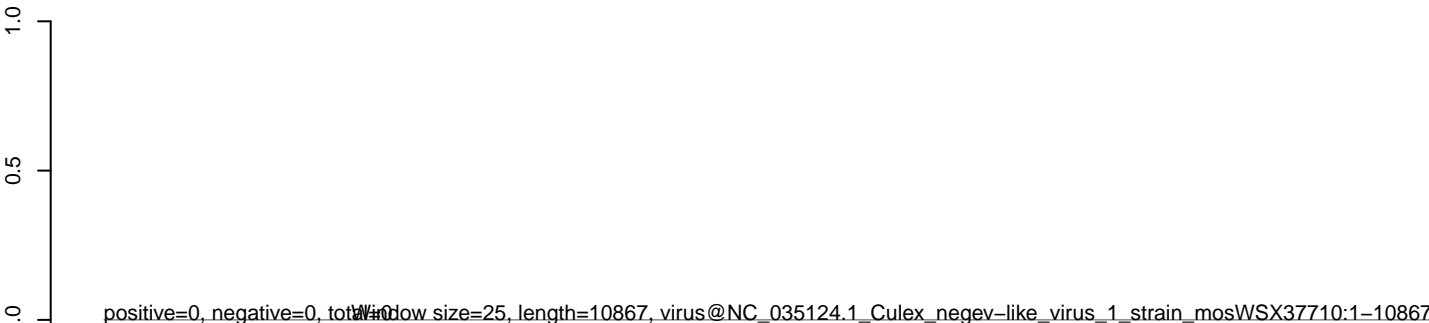 1.0
0.5
.0
positive=0, negative=0, total=0
Window size=25, length=10867, virus@NC_035124.1_Culex_negev−like_virus_1_strain_mosWSX37710:1−10867